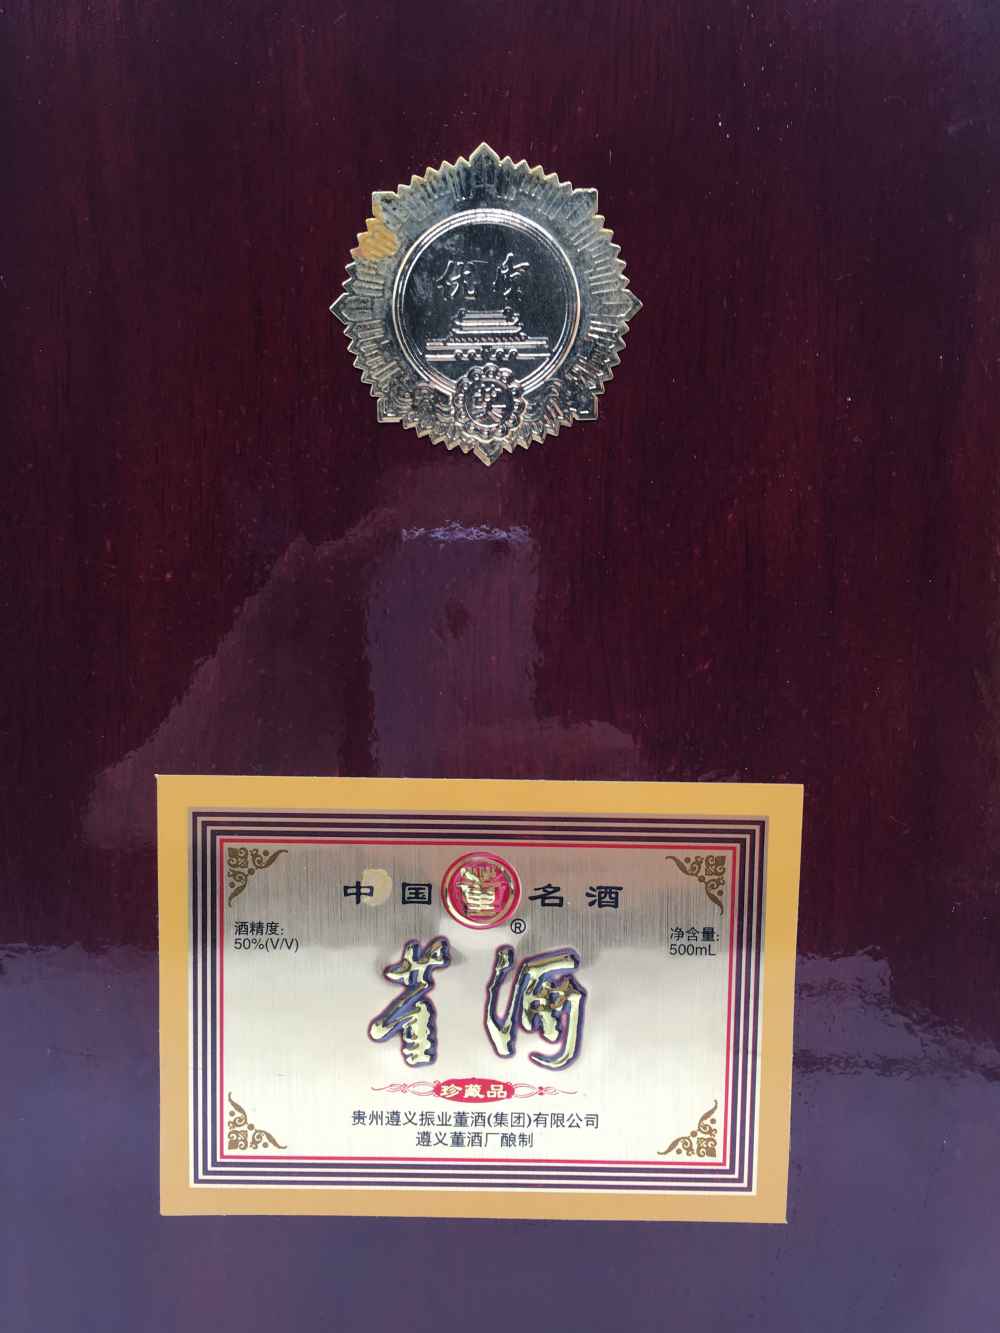 优质
奖
中国董名酒
®
酒精度:
50%(V/V)
净含量:
500mL
董酒
珍藏品
贵州遵义振业董酒(集团)有限公司
遵义董酒厂酿制